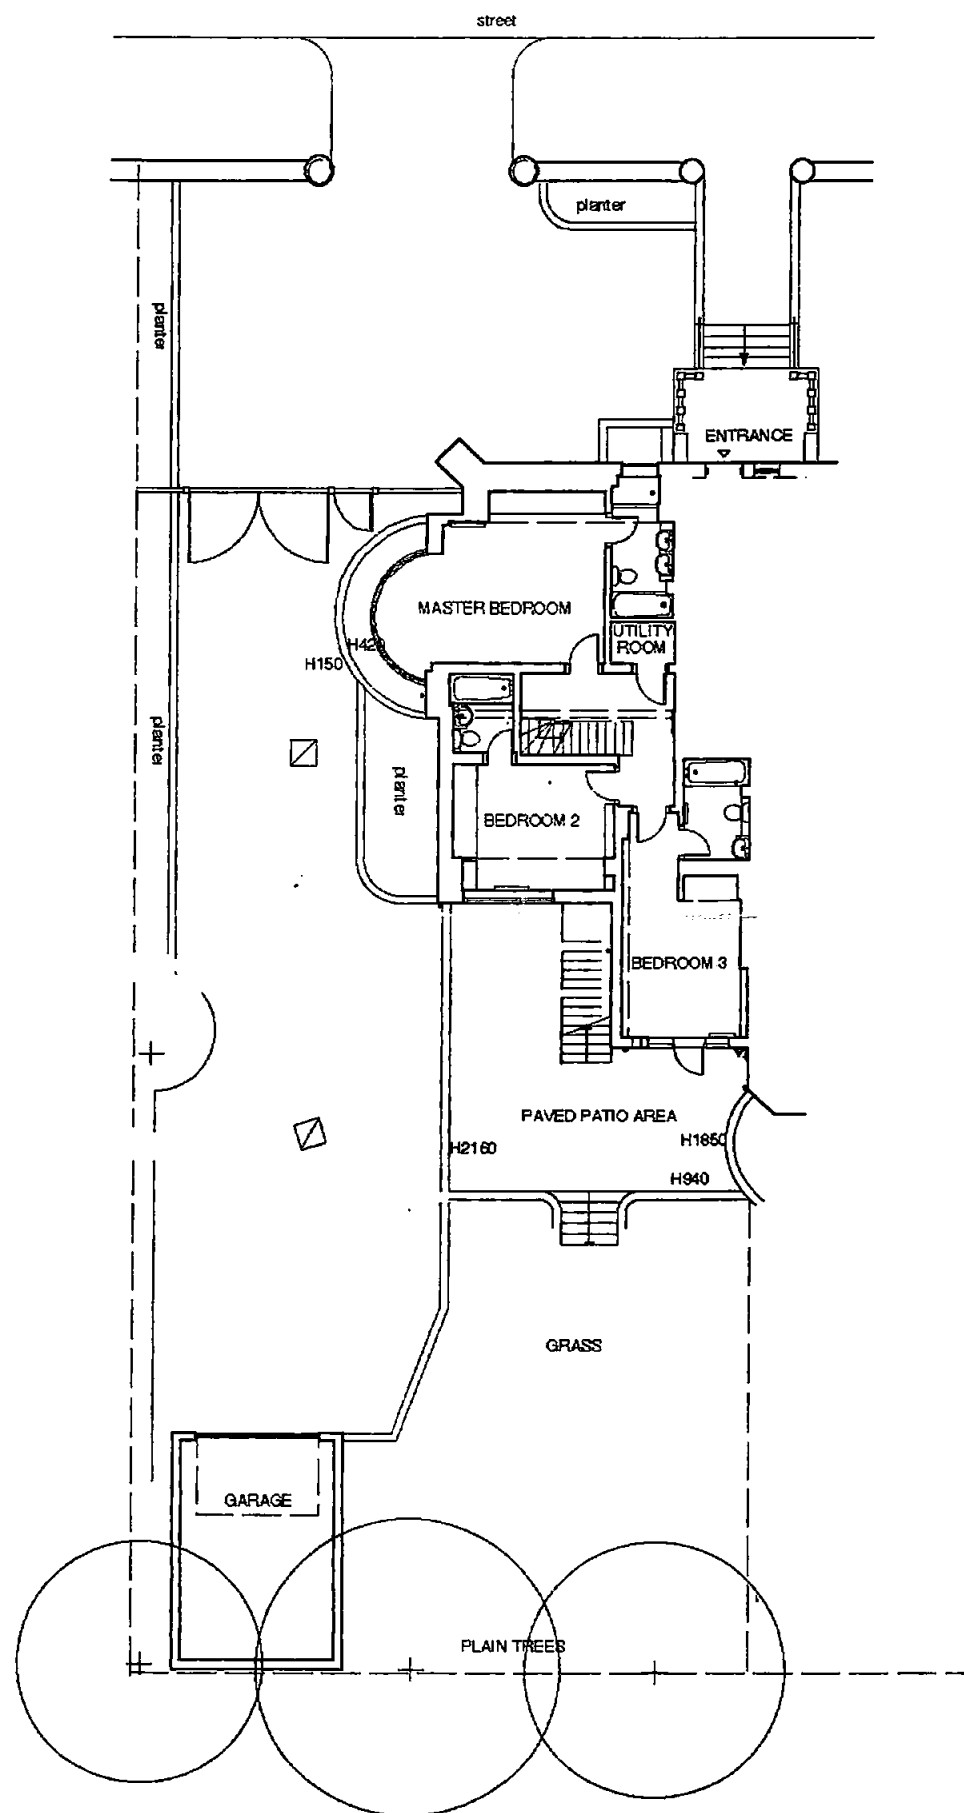 street
planter
planter
ENTRANCE
MASTER BEDROOM
UTILITY
ROOM
H420
H150
planter
planter
BEDROOM 2
BEDROOM 3
PAVED PATIO AREA
H2160
H1850
H940
GRASS
GARAGE
PLAIN TREES